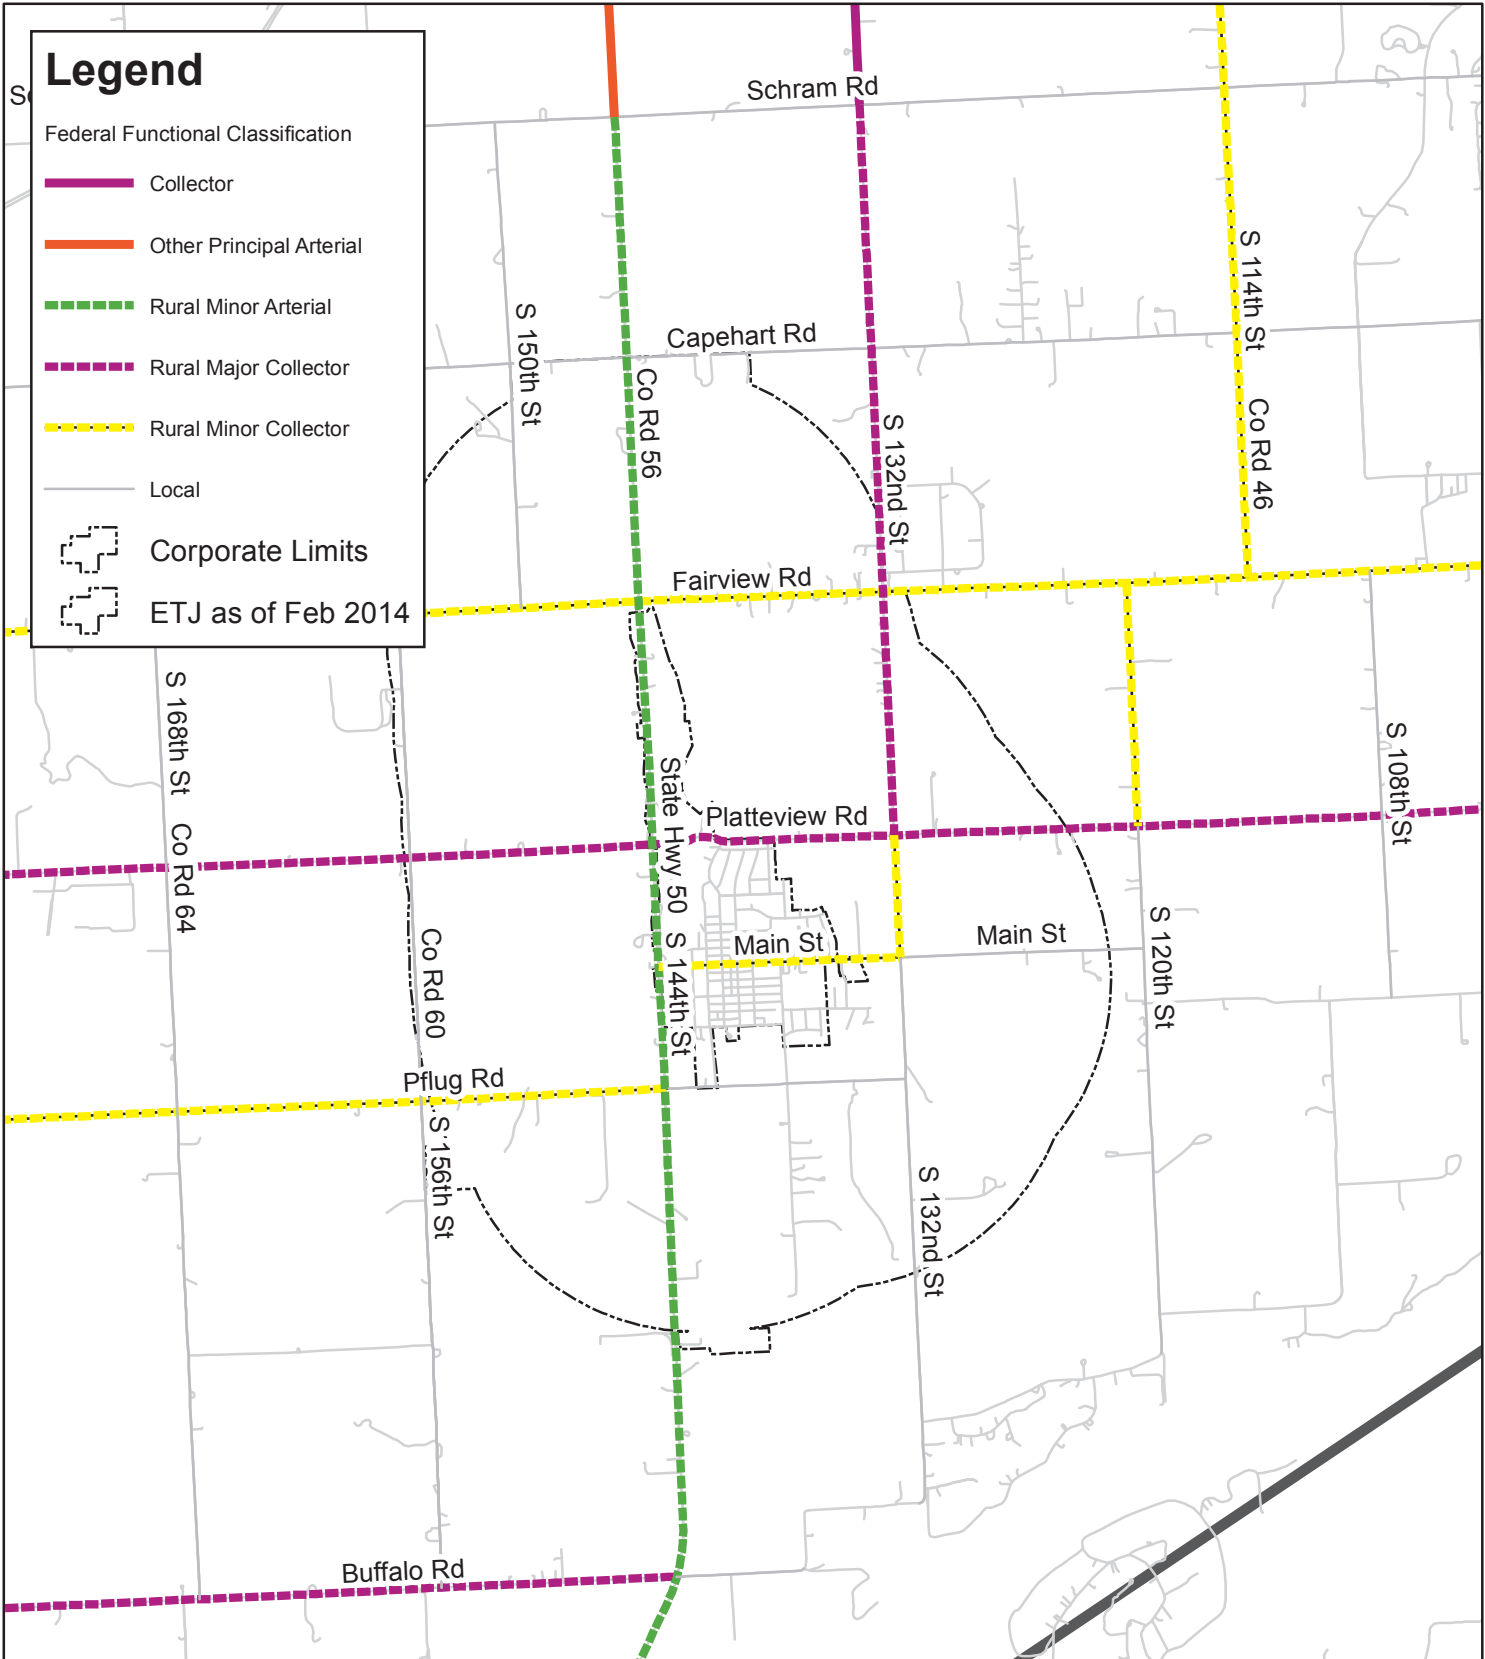 Legend
Federal Functional Classification
Collector
Other Principal Arterial
Rural Minor Arterial
Rural Major Collector
Rural Minor Collector
Local
Corporate Limits
ETJ as of Feb 2014
Schram Rd
S 114th St
S 150th St
Capehart Rd
Co Rd 56
Co Rd 46
S 132nd St
Fairview Rd
S 168th St
S 108th St
State Hwy 50
Platteview Rd
Co Rd 64
S 120th St
Co Rd 60
Main St
Main St
S 144th St
Pflug Rd
S 156th St
S 132nd St
Buffalo Rd